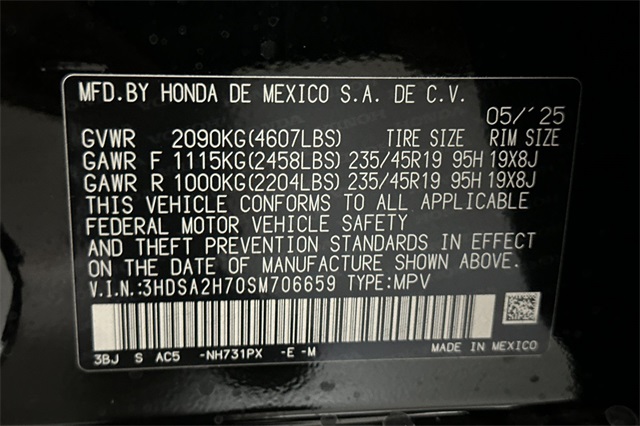 MFD.BY HONDA DE MEXICO S.A. DE C.V.
05/'25
GVWR 2090KG(4607LBS) TIRE SIZE RIM SIZE
GAWR F 1115KG(2458LBS) 235/45R19 95H 19X8J
GAWR R 1000KG(2204LBS) 235/45R19 95H 19X8J
THIS VEHICLE CONFORMS TO ALL APPLICABLE
FEDERAL MOTOR VEHICLE SAFETY
AND THEFT PREVENTION STANDARDS IN EFFECT
ON THE DATE OF MANUFACTURE SHOWN ABOVE.
V.I.N.:3HDSA2H70SM706659 TYPE:MPV
3BJ S AC5 -NH731PX -E -M MADE IN MEXICO